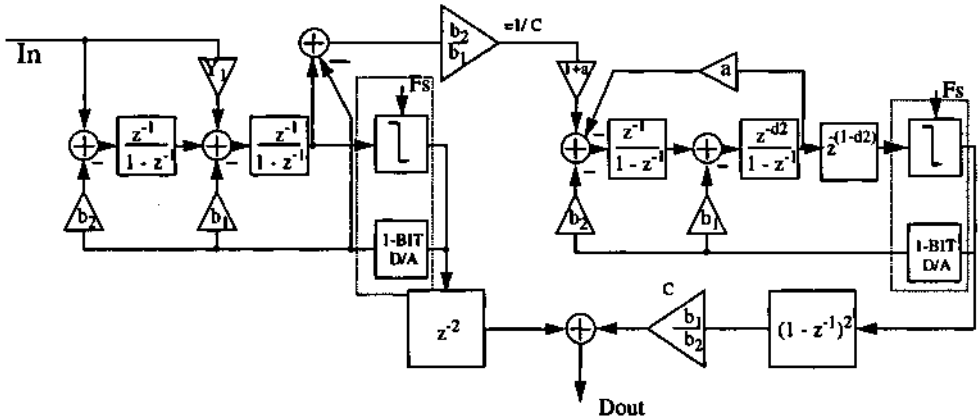 In
Y1
b2
b1
=1/ C
1+a
a
Fs
Fs
z-1
1 - z-1
z-1
1 - z-1
z-1
1 - z-1
z-d2
1 - z-1
z-(1-d2)
b2
b1
1-BIT
D/A
b2
b1
1-BIT
D/A
z-2
C
b1
b2
(1 - z-1)2
Dout